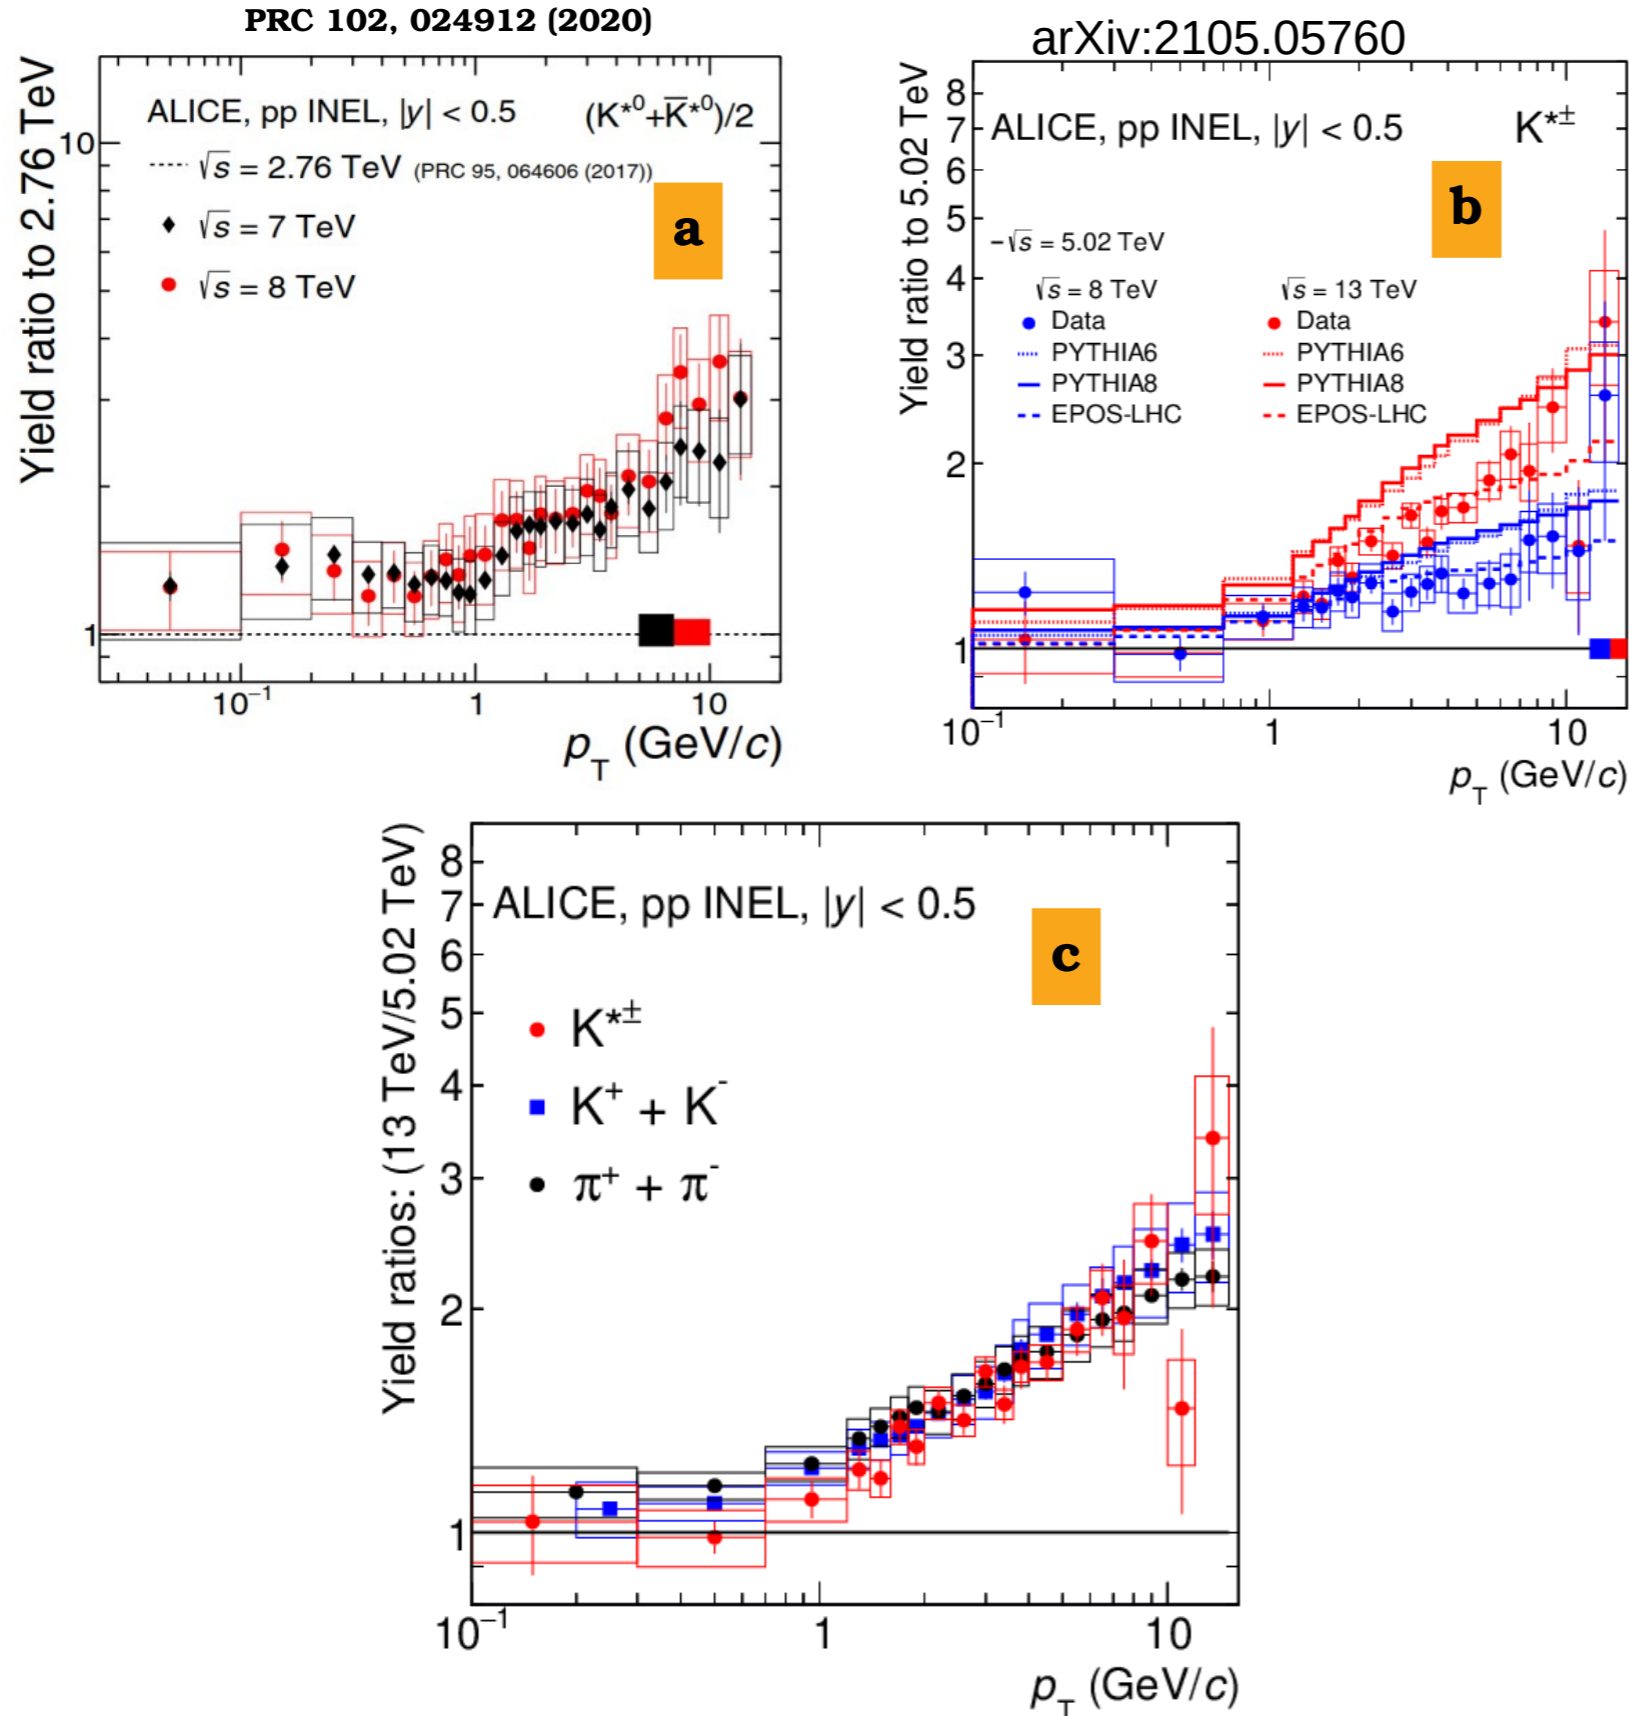 PRC 102, 024912 (2020)
Yield ratio to 2.76 TeV
ALICE, pp INEL, |y| < 0.5 (K*⁰+K̅*⁰)/2
√s = 2.76 TeV (PRC 95, 064606 (2017))
√s = 7 TeV
√s = 8 TeV
a
10
1
10⁻¹ 1 10
p_T (GeV/c)
arXiv:2105.05760
Yield ratio to 5.02 TeV
ALICE, pp INEL, |y| < 0.5 K*±
b
√s = 5.02 TeV
√s = 8 TeV √s = 13 TeV
Data Data
PYTHIA6 PYTHIA6
PYTHIA8 PYTHIA8
EPOS-LHC EPOS-LHC
8
7
6
5
4
3
2
1
10⁻¹ 1 10
p_T (GeV/c)
Yield ratios: (13 TeV/5.02 TeV)
ALICE, pp INEL, |y| < 0.5
c
K*±
K⁺ + K⁻
π⁺ + π⁻
8
7
6
5
4
3
2
1
10⁻¹ 1 10
p_T (GeV/c)